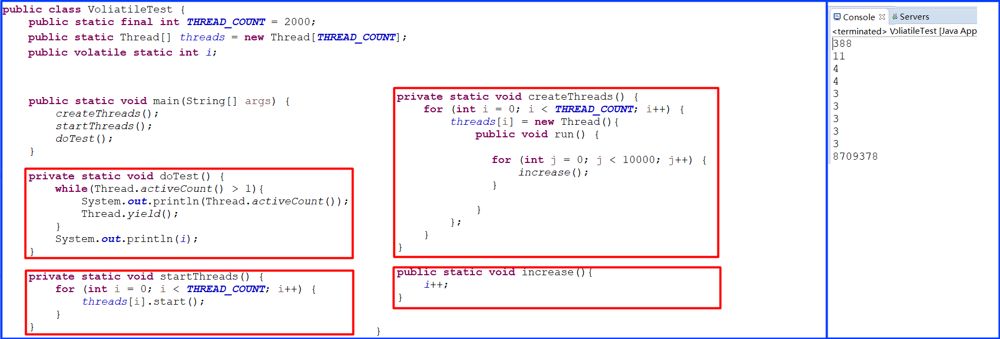 public class VoliatileTest {
public static final int THREAD_COUNT = 2000;
public static Thread[] threads = new Thread[THREAD_COUNT];
public volatile static int i;
public static void main(String[] args) {
createThreads();
startThreads();
doTest();
}
private static void doTest() {
while(Thread.activeCount() > 1){
System.out.println(Thread.activeCount());
Thread.yield();
}
System.out.println(i);
}
private static void startThreads() {
for (int i = 0; i < THREAD_COUNT; i++) {
threads[i].start();
}
}
private static void createThreads() {
for (int i = 0; i < THREAD_COUNT; i++) {
threads[i] = new Thread(){
public void run() {
for (int j = 0; j < 10000; j++) {
increase();
}
}
};
}
}
public static void increase(){
i++;
}
}
Console Servers
<terminated> VoliatileTest [Java App
388
11
4
4
3
3
3
3
3
8709378